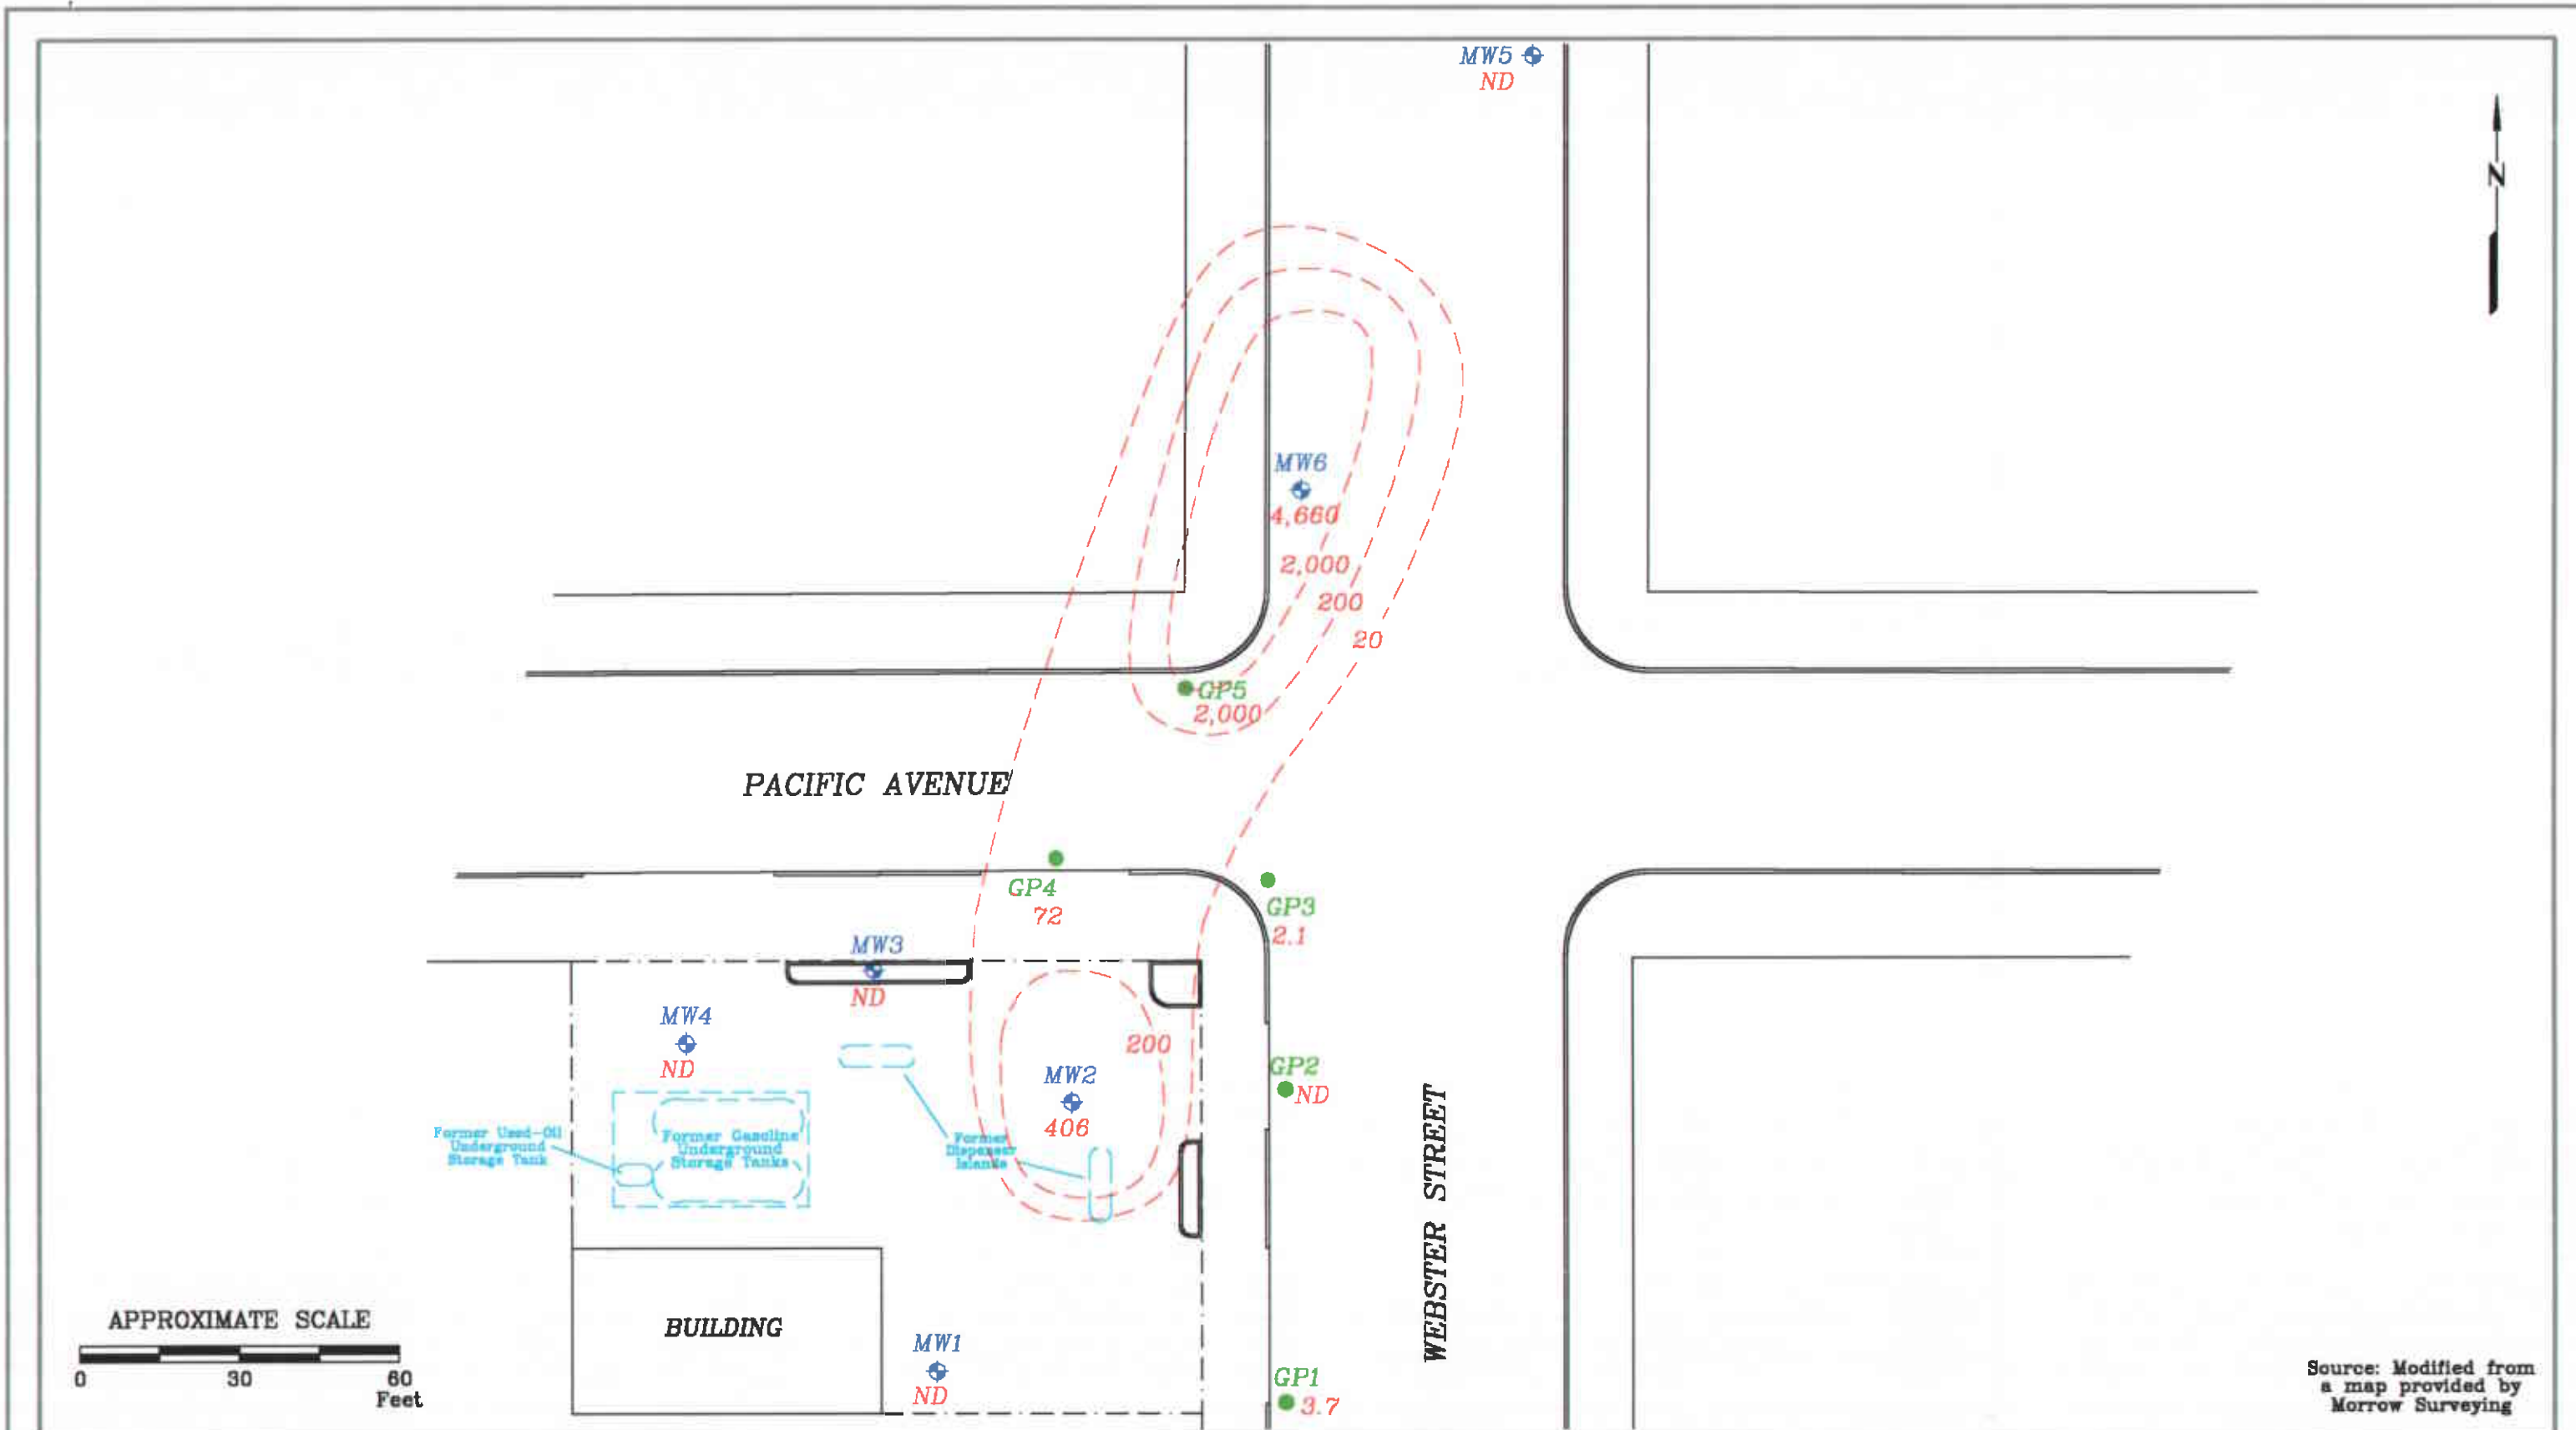 MW5
ND
N
MW6
4,660
2,000
200
20
GP5
2,000
PACIFIC AVENUE
GP4
72
GP3
2.1
MW3
ND
MW4
ND
200
MW2
406
GP2
ND
Former Used-Oil
Underground
Storage Tank
Former Gasoline
Underground
Storage Tanks
Former
Dispenser
Islands
WEBSTER STREET
BUILDING
MW1
ND
GP1
3.7
APPROXIMATE SCALE
0 30 60
Feet
Source: Modified from
a map provided by
Morrow Surveying